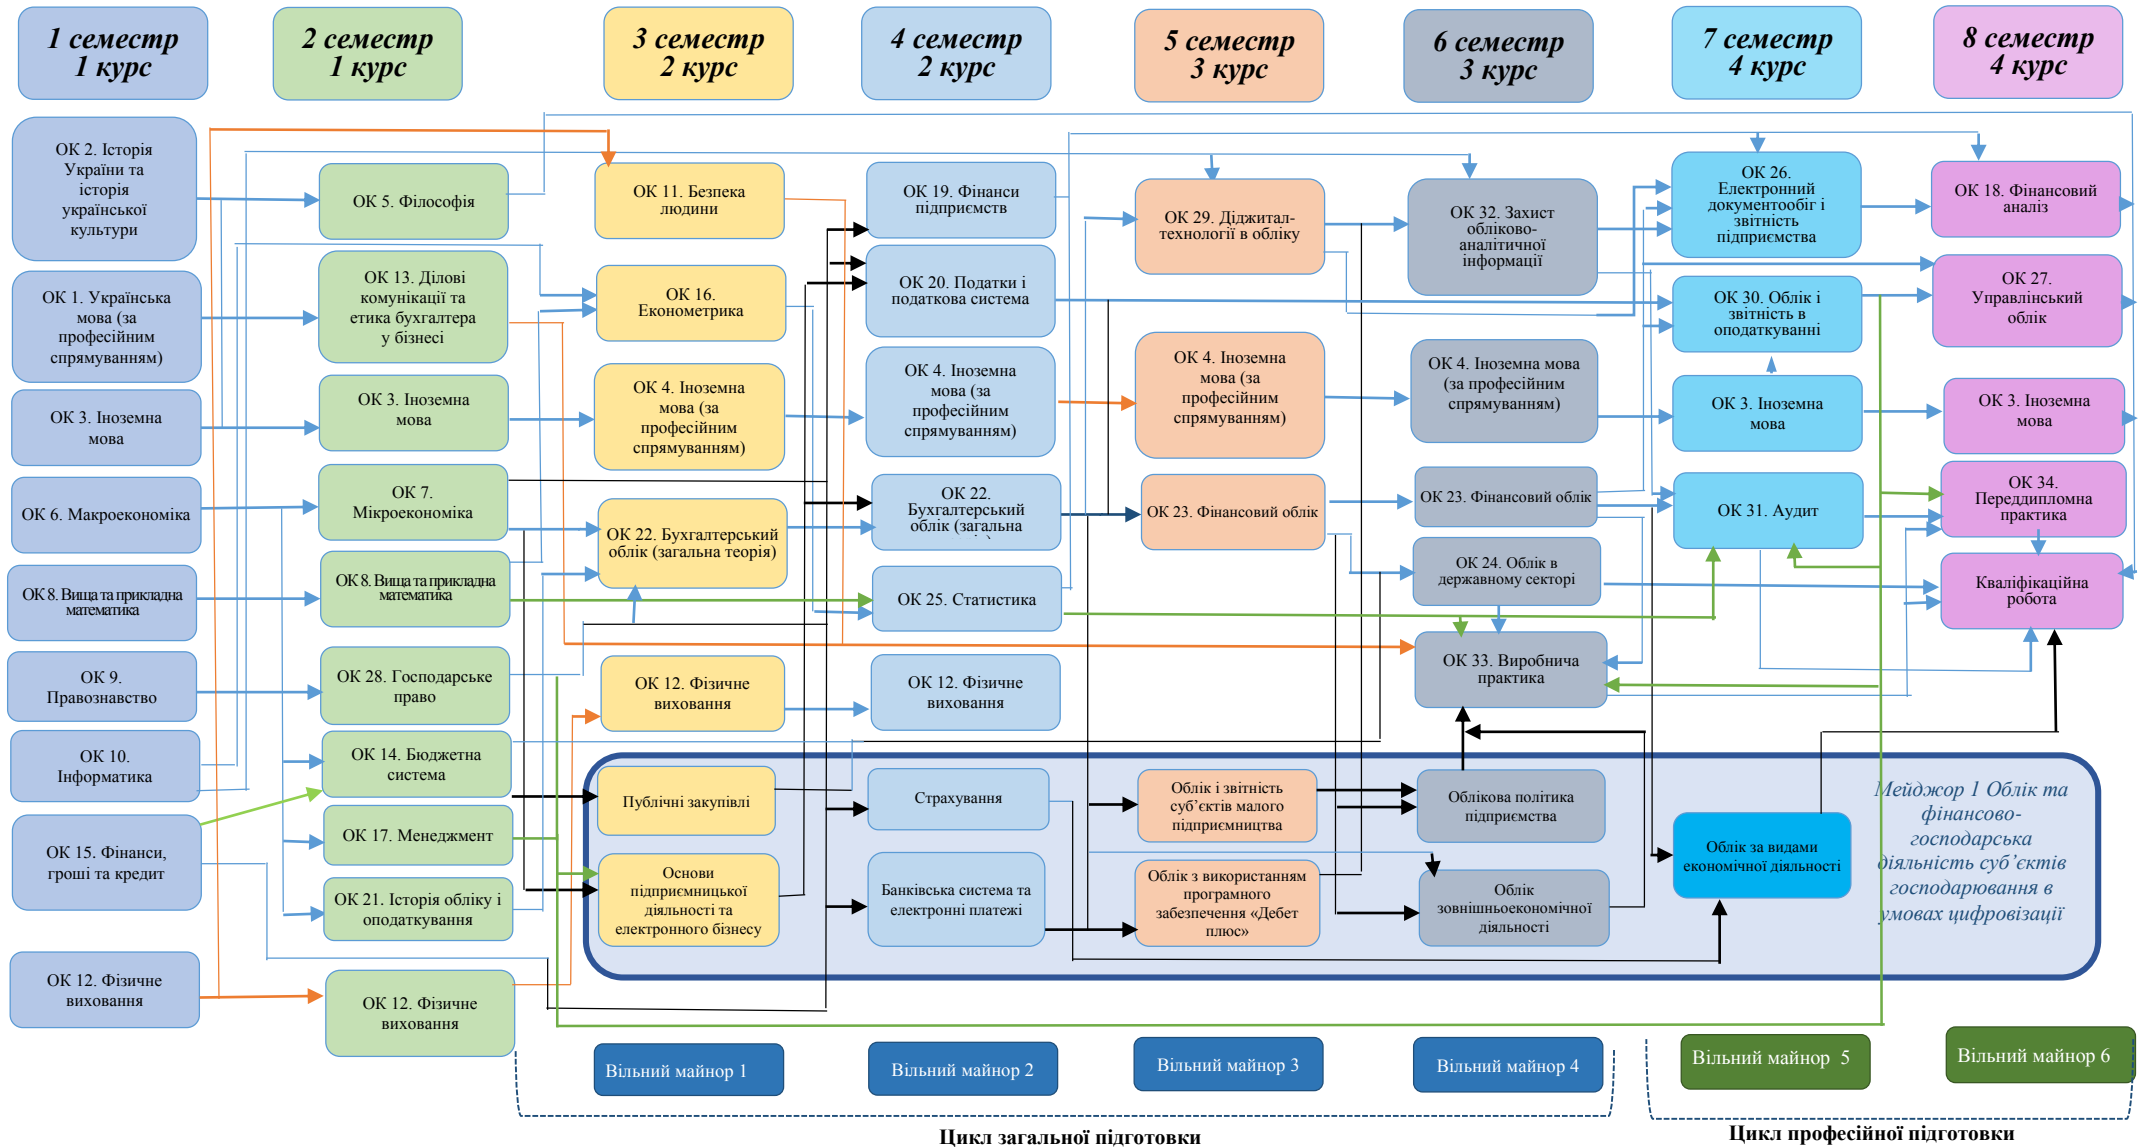 1 семестр
1 курс
2 семестр
1 курс
3 семестр
2 курс
4 семестр
2 курс
5 семестр
3 курс
6 семестр
3 курс
7 семестр
4 курс
8 семестр
4 курс
ОК 2. Історія
України та
історія
української
культури
ОК 1. Українська
мова (за
професійним
спрямуванням)
ОК 3. Іноземна
мова
ОК 6. Макроекономіка
ОК 8. Вища та прикладна
математика
ОК 9.
Правознавство
ОК 10.
Інформатика
ОК 15. Фінанси,
гроші та кредит
ОК 12. Фізичне
виховання
ОК 5. Філософія
ОК 13. Ділові
комунікації та
етика бухгалтера
у бізнесі
ОК 3. Іноземна
мова
ОК 7.
Мікроекономіка
ОК 8. Вища та прикладна
математика
ОК 28. Господарське
право
ОК 14. Бюджетна
система
ОК 17. Менеджмент
ОК 21. Історія обліку і
оподаткування
ОК 12. Фізичне
виховання
ОК 11. Безпека
людини
ОК 16.
Економетрика
ОК 4. Іноземна
мова (за
професійним
спрямуванням)
ОК 22. Бухгалтерський
облік (загальна теорія)
ОК 12. Фізичне
виховання
Публічні закупівлі
Основи
підприємницької
діяльності та
електронного бізнесу
Вільний майнор 1
ОК 19. Фінанси
підприємств
ОК 20. Податки і
податкова система
ОК 4. Іноземна
мова (за
професійним
спрямуванням)
ОК 22.
Бухгалтерський
облік (загальна
ОК 25. Статистика
ОК 12. Фізичне
виховання
Страхування
Банківська система та
електронні платежі
Вільний майнор 2
ОК 29. Діджитал-
технології в обліку
ОК 4. Іноземна
мова (за
професійним
спрямуванням)
ОК 23. Фінансовий облік
Облік і звітність
суб’єктів малого
підприємництва
Облік з використанням
програмного
забезпечення «Дебет
плюс»
Вільний майнор 3
ОК 32. Захист
обліково-
аналітичної
інформації
ОК 4. Іноземна мова
(за професійним
спрямуванням)
ОК 23. Фінансовий облік
ОК 24. Облік в
державному секторі
ОК 33. Виробнича
практика
Облікова політика
підприємства
Облік
зовнішньоекономічної
діяльності
Вільний майнор 4
ОК 26.
Електронний
документообіг і
звітність
підприємства
ОК 30. Облік і
звітність в
оподаткуванні
ОК 3. Іноземна
мова
ОК 31. Аудит
Облік за видами
економічної діяльності
Вільний майнор 5
ОК 18. Фінансовий
аналіз
ОК 27.
Управлінський
облік
ОК 3. Іноземна
мова
ОК 34.
Переддипломна
практика
Кваліфікаційна
робота
Мейджор 1 Облік та
фінансово-
господарська
діяльність суб’єктів
господарювання в
умовах цифровізації
Вільний майнор 6
Цикл загальної підготовки
Цикл професійної підготовки